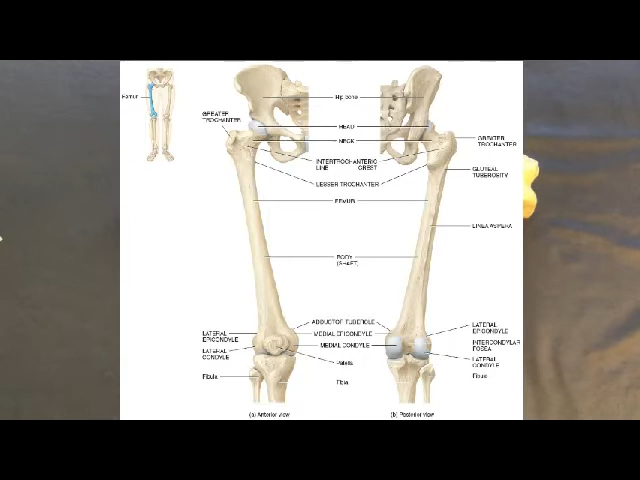 Femur
Hip bone
GREATER
TROCHANTER
HEAD
NECK
GREATER
TROCHANTER
INTERTROCHANTERIC
LINE CREST
GLUTEAL
TUBEROSITY
LESSER TROCHANTER
FEMUR
LINEA ASPERA
BODY
(SHAFT)
ADDUCTOR TUBERCLE
LATERAL
EPICONDYLE
MEDIAL EPICONDYLE
LATERAL
EPICONDYLE
MEDIAL CONDYLE
INTERCONDYLAR
FOSSA
LATERAL
CONDYLE
Patella
LATERAL
CONDYLE
Fibula
Tibia
Fibula
(a) Anterior view
(b) Posterior view